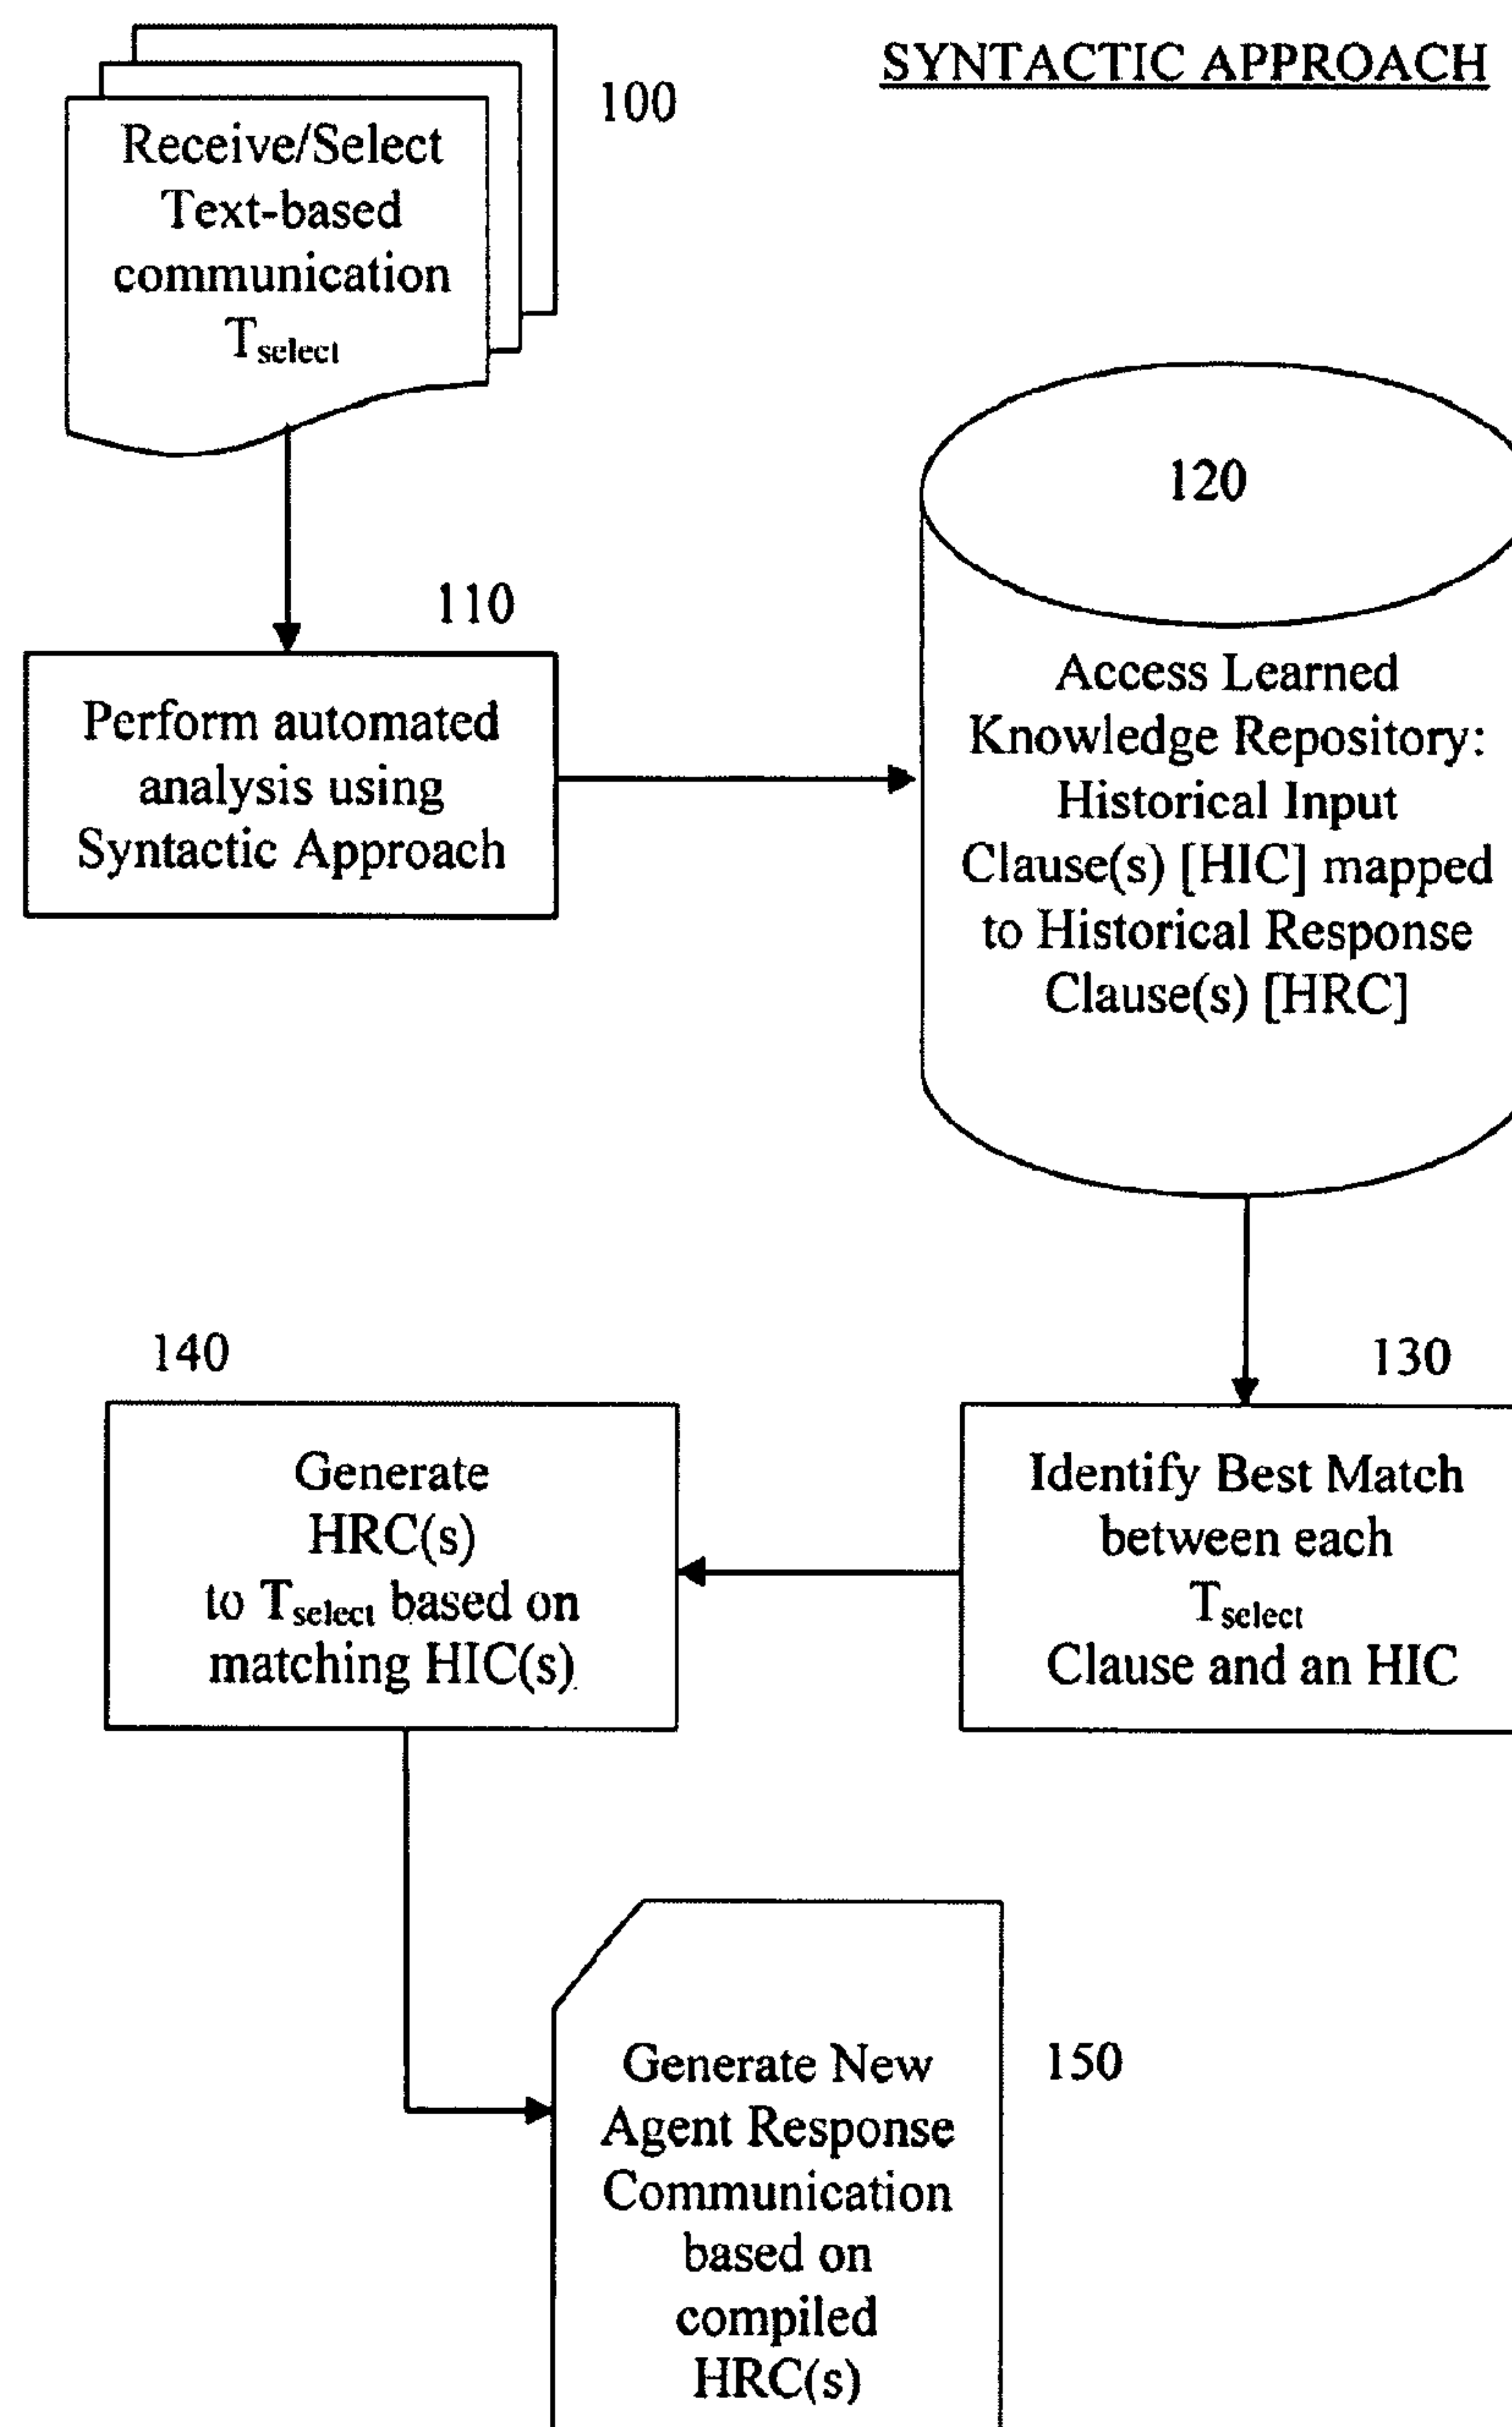 SYNTACTIC APPROACH
100
Receive/Select
Text-based
communication
Tselect
110
Perform automated
analysis using
Syntactic Approach
120
Access Learned
Knowledge Repository:
Historical Input
Clause(s) [HIC] mapped
to Historical Response
Clause(s) [HRC]
130
Identify Best Match
between each
Tselect
Clause and an HIC
140
Generate
HRC(s)
to Tselect based on
matching HIC(s)
150
Generate New
Agent Response
Communication
based on
compiled
HRC(s)